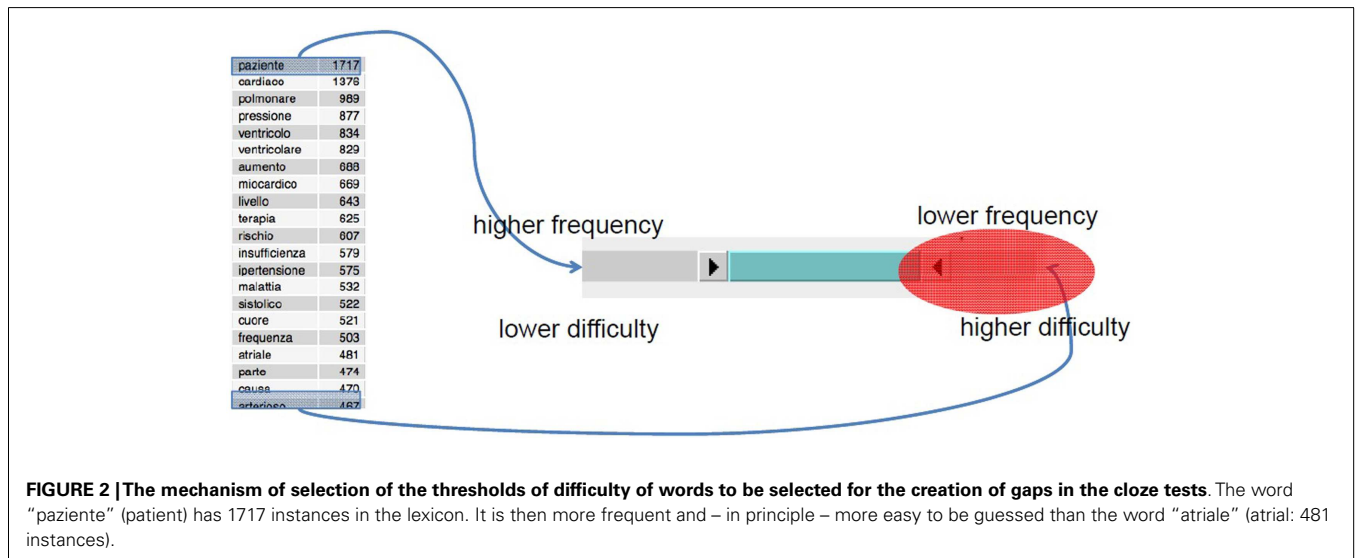 paziente 1717
cardiaco 1376
polmonare 989
pressione 877
ventricolo 834
ventricolare 829
aumento 688
miocardico 669
livello 643
terapia 625
rischio 607
insufficienza 579
ipertensione 575
malattia 532
sistolico 522
cuore 521
frequenza 503
atriale 481
parte 474
causa 470
arterioso 467
higher frequency
lower frequency
lower difficulty
higher difficulty
FIGURE 2 | The mechanism of selection of the thresholds of difficulty of words to be selected for the creation of gaps in the cloze tests. The word
"paziente" (patient) has 1717 instances in the lexicon. It is then more frequent and – in principle – more easy to be guessed than the word "atriale" (atrial: 481
instances).